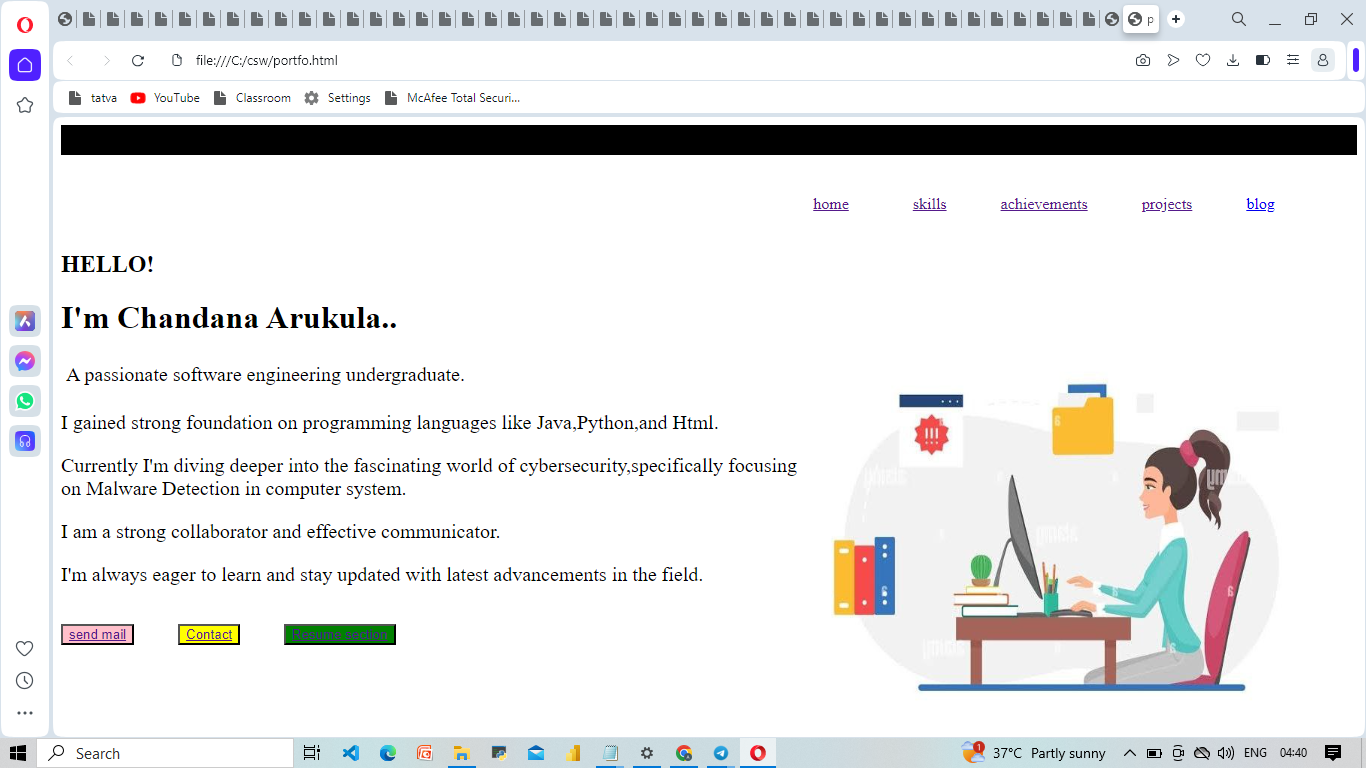 p
file:///C:/csw/portfo.html
tatva YouTube Classroom Settings McAfee Total Securi...
home skills achievements projects blog
HELLO!
I'm Chandana Arukula..
A passionate software engineering undergraduate.
I gained strong foundation on programming languages like Java,Python,and Html.
Currently I'm diving deeper into the fascinating world of cybersecurity,specifically focusing
on Malware Detection in computer system.
I am a strong collaborator and effective communicator.
I'm always eager to learn and stay updated with latest advancements in the field.
send mail Contact Resume section
!!!
Search 1 37°C Partly sunny ENG 04:40